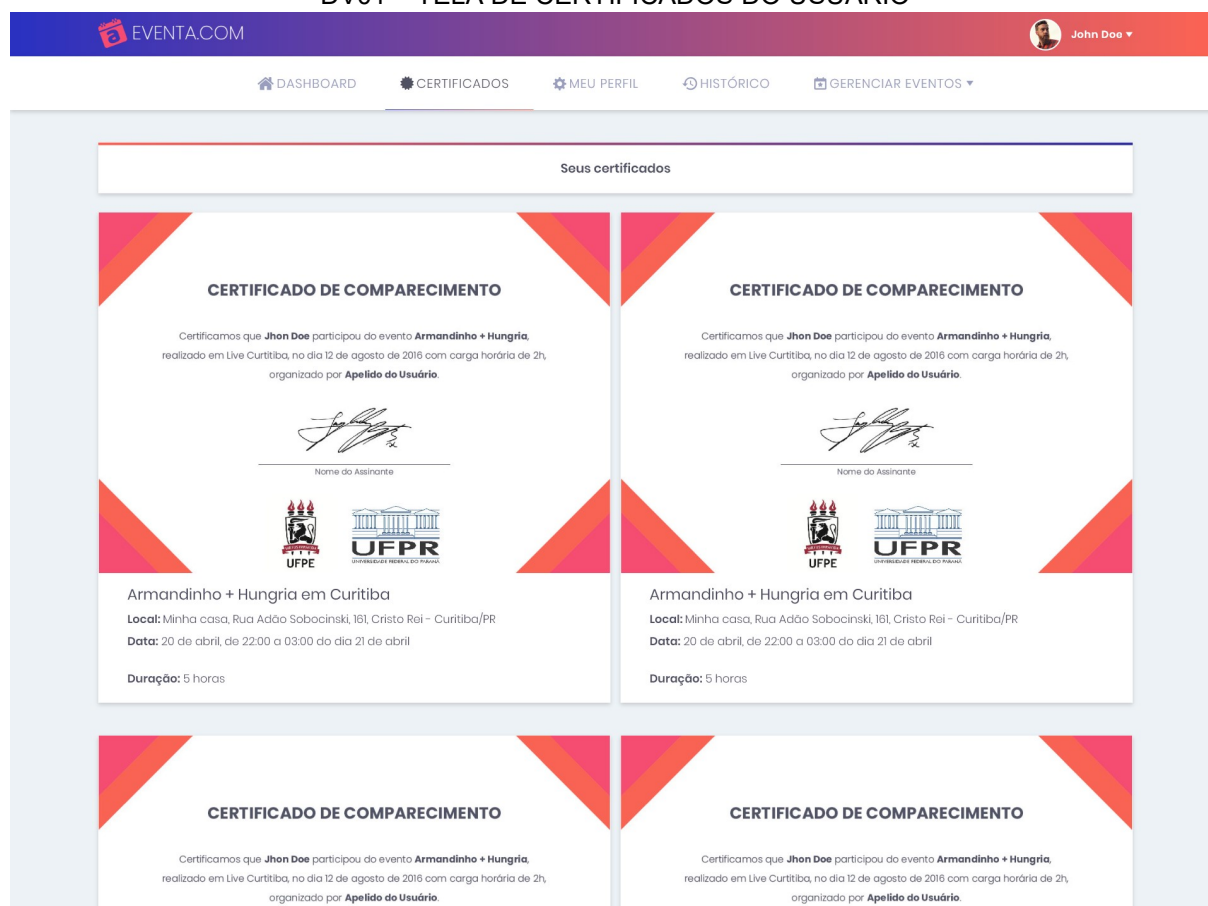 EVENTA.COM
John Doe
DASHBOARD CERTIFICADOS MEU PERFIL HISTÓRICO GERENCIAR EVENTOS
Seus certificados
CERTIFICADO DE COMPARECIMENTO
Certificamos que Jhon Doe participou do evento Armandinho + Hungria,
realizado em Live Curtitiba, no dia 12 de agosto de 2016 com carga horária de 2h,
organizado por Apelido do Usuário.
Nome do Assinante
UFPE
UFPR
UNIVERSIDADE FEDERAL DO PARANÁ
Armandinho + Hungria em Curitiba
Local: Minha casa, Rua Adão Sobocinski, 161, Cristo Rei - Curitiba/PR
Data: 20 de abril, de 22:00 a 03:00 do dia 21 de abril
Duração: 5 horas
CERTIFICADO DE COMPARECIMENTO
Certificamos que Jhon Doe participou do evento Armandinho + Hungria,
realizado em Live Curtitiba, no dia 12 de agosto de 2016 com carga horária de 2h,
organizado por Apelido do Usuário.
Nome do Assinante
UFPE
UFPR
UNIVERSIDADE FEDERAL DO PARANÁ
Armandinho + Hungria em Curitiba
Local: Minha casa, Rua Adão Sobocinski, 161, Cristo Rei - Curitiba/PR
Data: 20 de abril, de 22:00 a 03:00 do dia 21 de abril
Duração: 5 horas
CERTIFICADO DE COMPARECIMENTO
Certificamos que Jhon Doe participou do evento Armandinho + Hungria,
realizado em Live Curtitiba, no dia 12 de agosto de 2016 com carga horária de 2h,
organizado por Apelido do Usuário.
CERTIFICADO DE COMPARECIMENTO
Certificamos que Jhon Doe participou do evento Armandinho + Hungria,
realizado em Live Curtitiba, no dia 12 de agosto de 2016 com carga horária de 2h,
organizado por Apelido do Usuário.